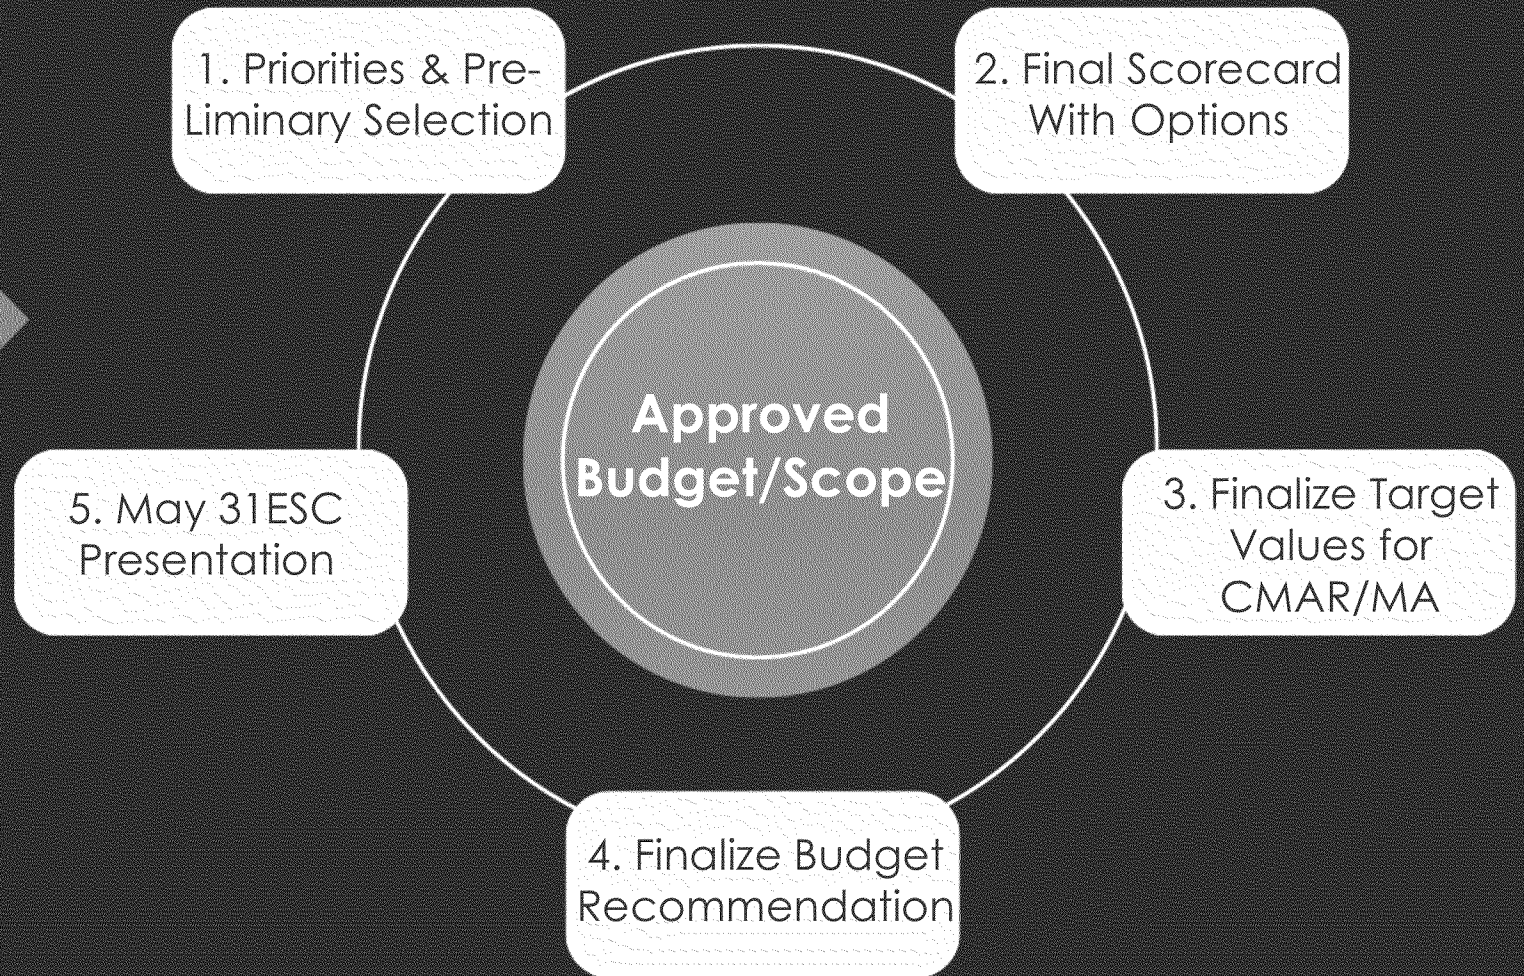 1. Priorities & Pre-
Liminary Selection
2. Final Scorecard
With Options
Approved
Budget/Scope
3. Finalize Target
Values for
CMAR/MA
4. Finalize Budget
Recommendation
5. May 31ESC
Presentation